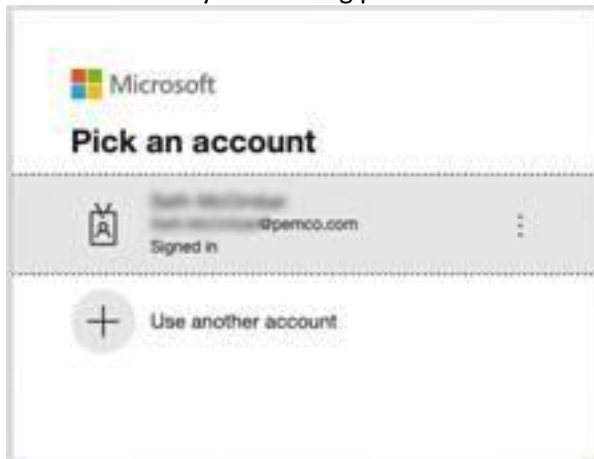 Microsoft
Pick an account
@pemco.com
Signed in
Use another account